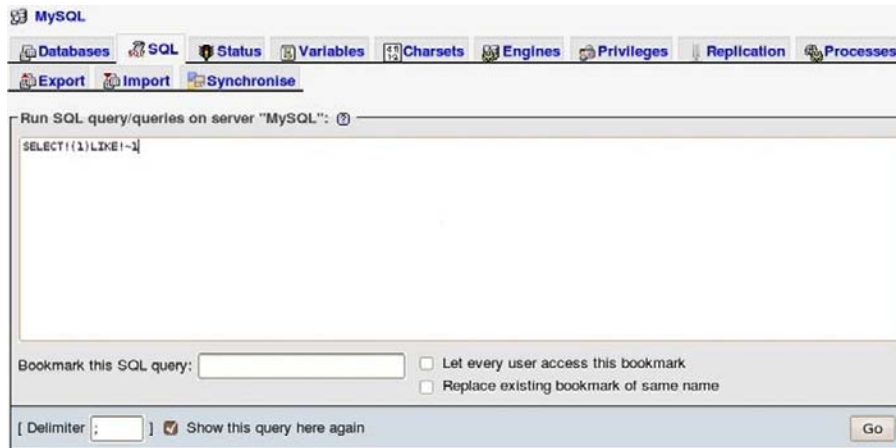 MySQL
Databases SQL Status Variables Charsets Engines Privileges Replication Processes
Export Import Synchronise
Run SQL query/queries on server "MySQL":
SELECT!(1)LIKE!~1
Bookmark this SQL query: Let every user access this bookmark
Replace existing bookmark of same name
[ Delimiter ; ] Show this query here again Go